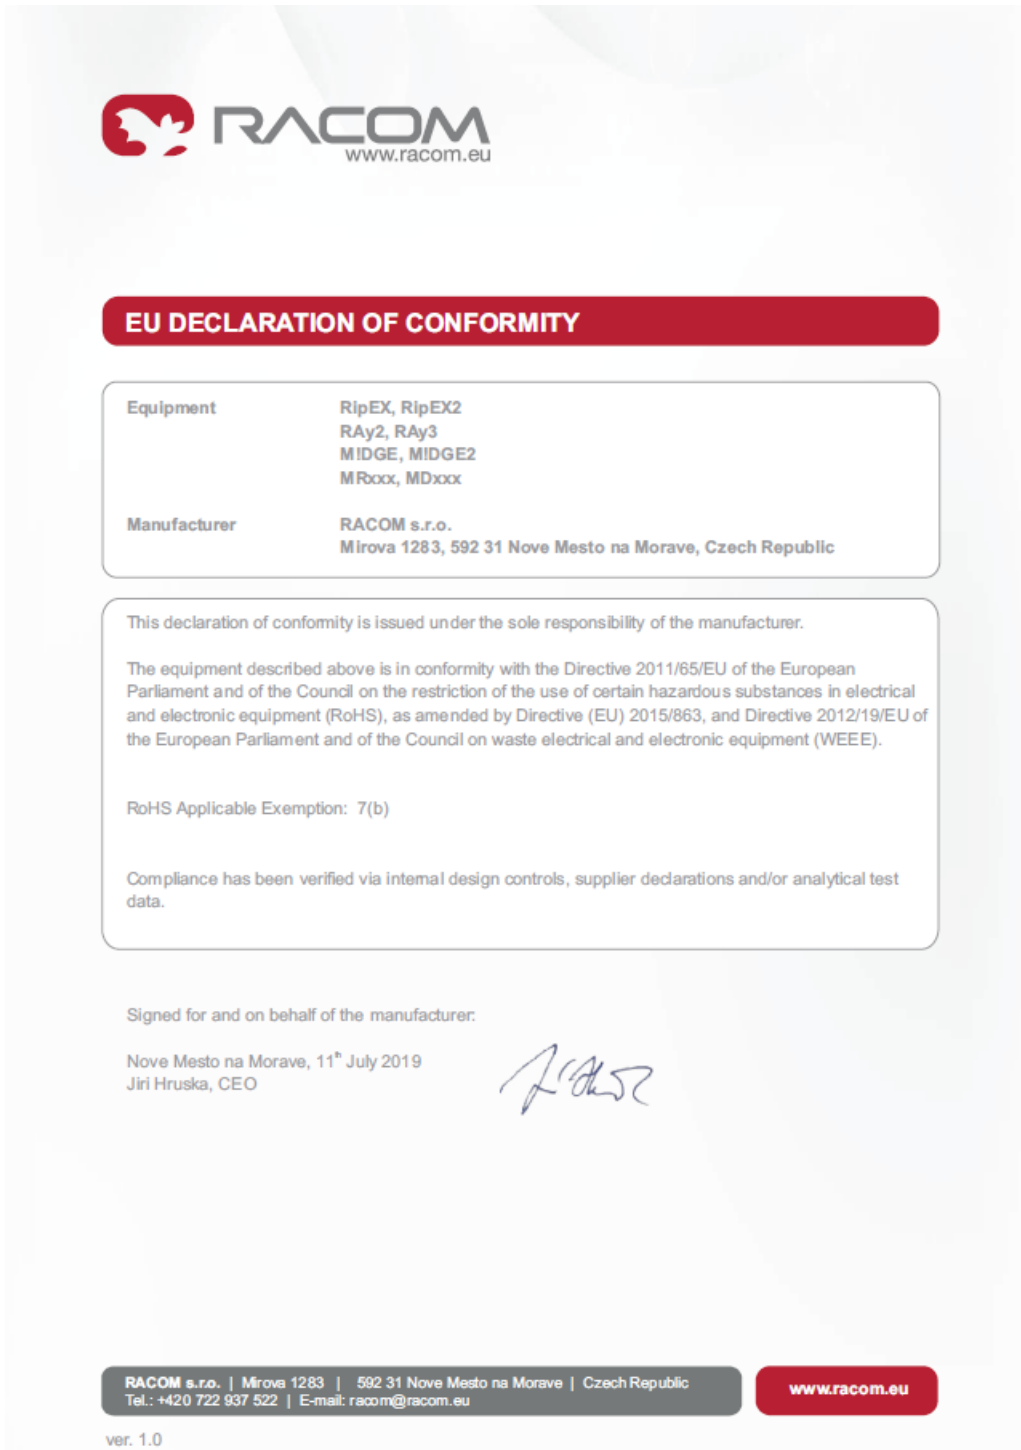 RACOM
www.racom.eu
EU DECLARATION OF CONFORMITY
Equipment RipEX, RipEX2
RAy2, RAy3
M!DGE, M!DGE2
MRxxx, MDxxx
Manufacturer RACOM s.r.o.
Mirova 1283, 592 31 Nove Mesto na Morave, Czech Republic
This declaration of conformity is issued under the sole responsibility of the manufacturer.
The equipment described above is in conformity with the Directive 2011/65/EU of the European
Parliament and of the Council on the restriction of the use of certain hazardous substances in electrical
and electronic equipment (RoHS), as amended by Directive (EU) 2015/863, and Directive 2012/19/EU of
the European Parliament and of the Council on waste electrical and electronic equipment (WEEE).
RoHS Applicable Exemption: 7(b)
Compliance has been verified via internal design controls, supplier declarations and/or analytical test
data.
Signed for and on behalf of the manufacturer:
Nove Mesto na Morave, 11th July 2019
Jiri Hruska, CEO
RACOM s.r.o. | Mirova 1283 | 592 31 Nove Mesto na Morave | Czech Republic
Tel.: +420 722 937 522 | E-mail: racom@racom.eu
www.racom.eu
ver. 1.0